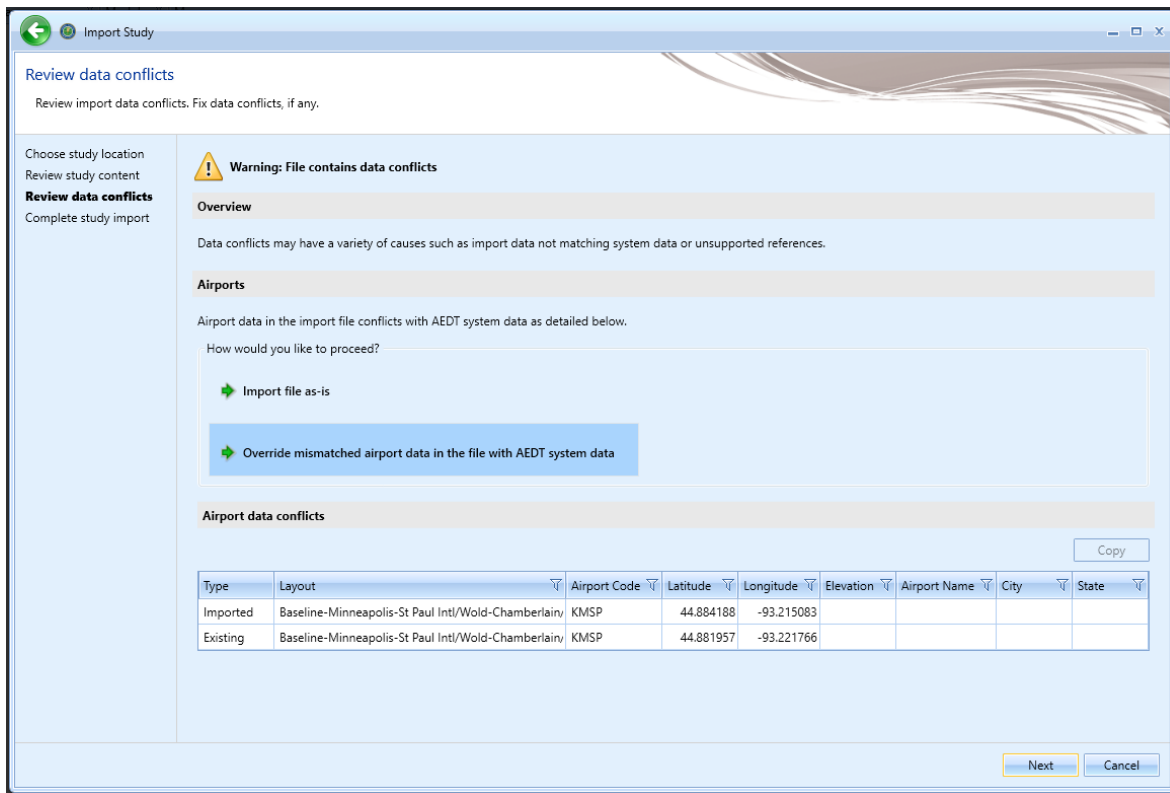 Import Study
Review data conflicts
Review import data conflicts. Fix data conflicts, if any.
Choose study location
Review study content
Review data conflicts
Complete study import
Warning: File contains data conflicts
Overview
Data conflicts may have a variety of causes such as import data not matching system data or unsupported references.
Airports
Airport data in the import file conflicts with AEDT system data as detailed below.
How would you like to proceed?
Import file as-is
Override mismatched airport data in the file with AEDT system data
Airport data conflicts
Copy
Type Layout Airport Code Latitude Longitude Elevation Airport Name City State
Imported Baseline-Minneapolis-St Paul Intl/Wold-Chamberlain/ KMSP 44.884188 -93.215083
Existing Baseline-Minneapolis-St Paul Intl/Wold-Chamberlain/ KMSP 44.881957 -93.221766
Next Cancel